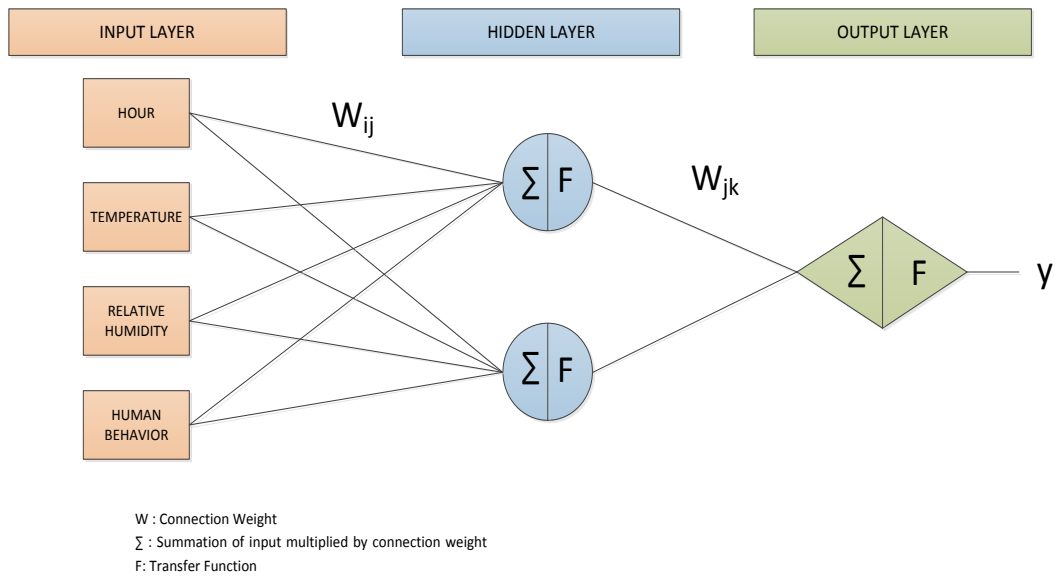 INPUT LAYER
HIDDEN LAYER
OUTPUT LAYER
HOUR
TEMPERATURE
RELATIVE
HUMIDITY
HUMAN
BEHAVIOR
Wij
∑ F
∑ F
Wjk
∑ F
y
W : Connection Weight
∑ : Summation of input multiplied by connection weight
F: Transfer Function